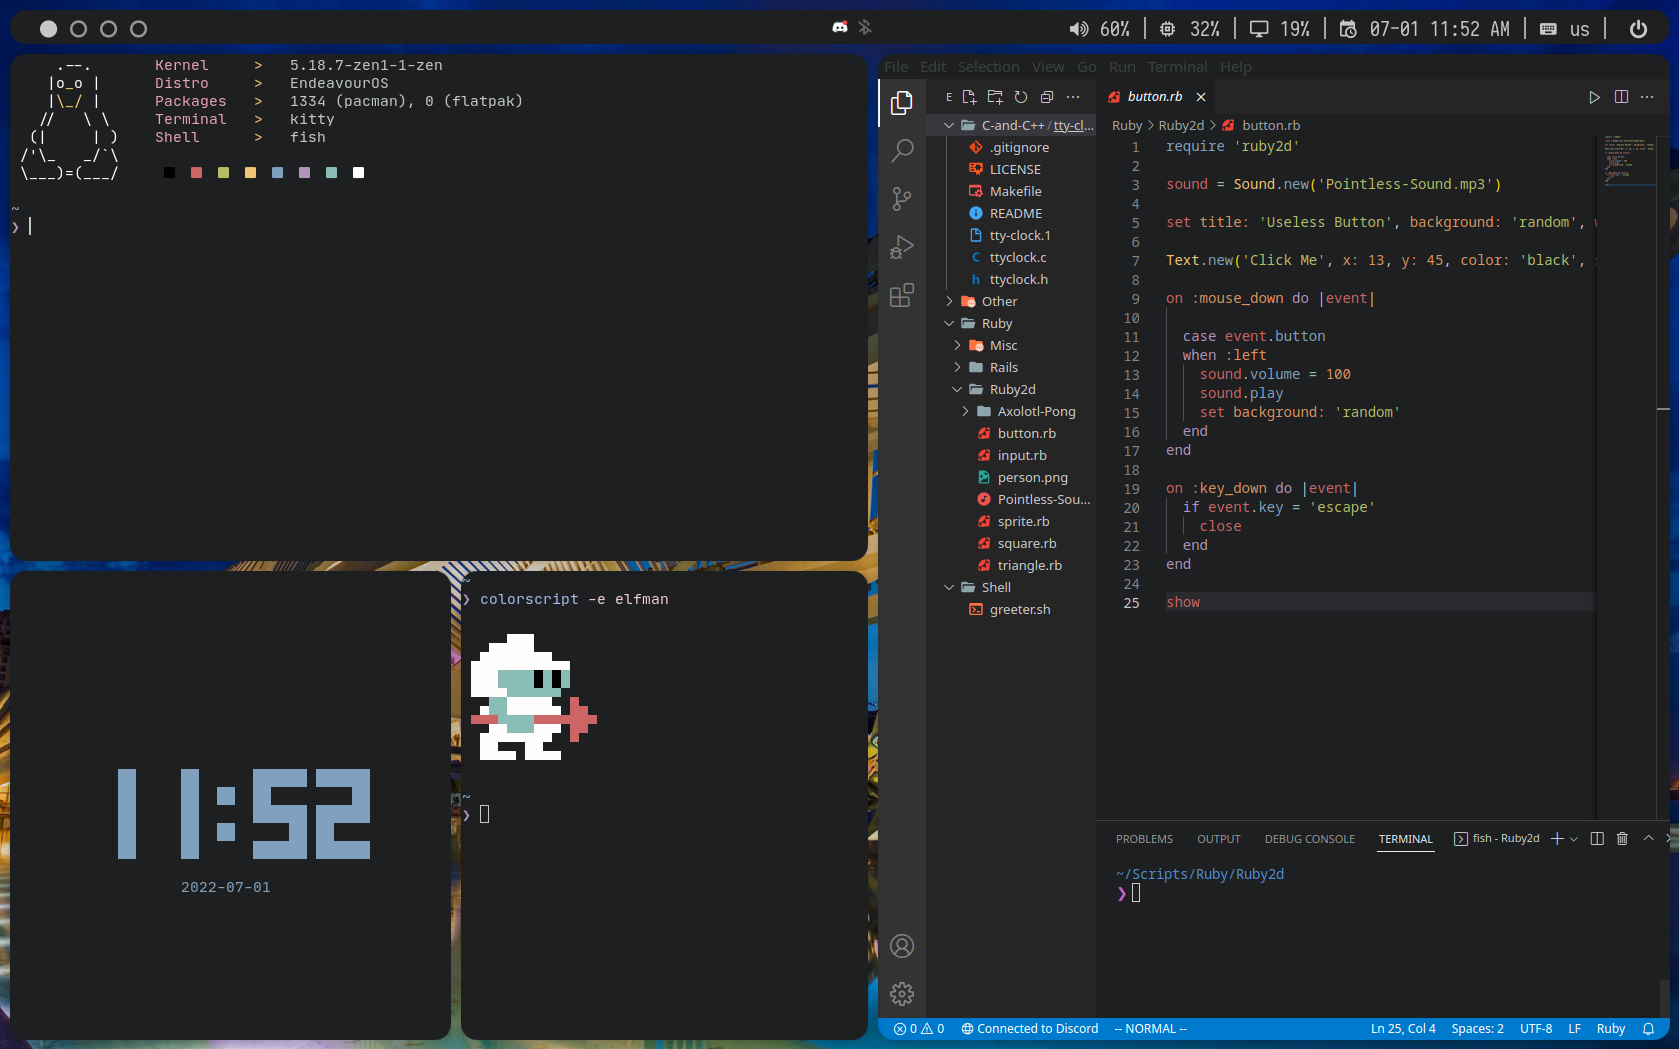 60% | 32% | 19% | 07-01 11:52 AM | us |
.--.
|o_o |
|\_/ |
//   \ \
(|     | )
/'\_   _/`\
\___)=(___/
Kernel > 5.18.7-zen1-1-zen
Distro > EndeavourOS
Packages > 1334 (pacman), 0 (flatpak)
Terminal > kitty
Shell > fish
~
❯
11:52
2022-07-01
~
❯ colorscript -e elfman
~
❯
File Edit Selection View Go Run Terminal Help
E
C-and-C++ / tty-cl...
.gitignore
LICENSE
Makefile
README
tty-clock.1
ttyclock.c
ttyclock.h
Other
Ruby
Misc
Rails
Ruby2d
Axolotl-Pong
button.rb
input.rb
person.png
Pointless-Sou...
sprite.rb
square.rb
triangle.rb
Shell
greeter.sh
button.rb
Ruby > Ruby2d > button.rb
1 require 'ruby2d'
2
3 sound = Sound.new('Pointless-Sound.mp3')
4
5 set title: 'Useless Button', background: 'random',
6
7 Text.new('Click Me', x: 13, y: 45, color: 'black',
8
9 on :mouse_down do |event|
10
11 case event.button
12 when :left
13 sound.volume = 100
14 sound.play
15 set background: 'random'
16 end
17 end
18
19 on :key_down do |event|
20 if event.key = 'escape'
21 close
22 end
23 end
24
25 show
PROBLEMS OUTPUT DEBUG CONSOLE TERMINAL fish - Ruby2d
~/Scripts/Ruby/Ruby2d
❯
0 0 Connected to Discord -- NORMAL -- Ln 25, Col 4 Spaces: 2 UTF-8 LF Ruby